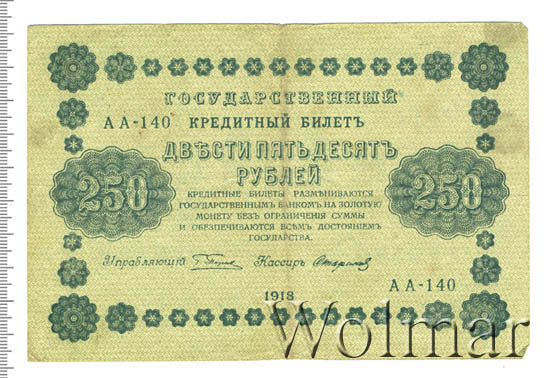 ГОСУДАРСТВЕННЫЙ
АА-140 КРЕДИТНЫЙ БИЛЕТЪ
ДВѢСТИ ПЯТЬДЕСЯТЪ
РУБЛЕЙ
250 250
КРЕДИТНЫЕ БИЛЕТЫ РАЗМѢНИВАЮТСЯ
ГОСУДАРСТВЕННЫМЪ БАНКОМЪ НА ЗОЛОТУЮ
МОНЕТУ БЕЗЪ ОГРАНИЧЕНІЯ СУММЫ
И ОБЕЗПЕЧИВАЮТСЯ ВСѢМЪ ДОСТОЯНІЕМЪ
ГОСУДАРСТВА.
Управляющій Кассиръ
АА-140
1918
Wolmar